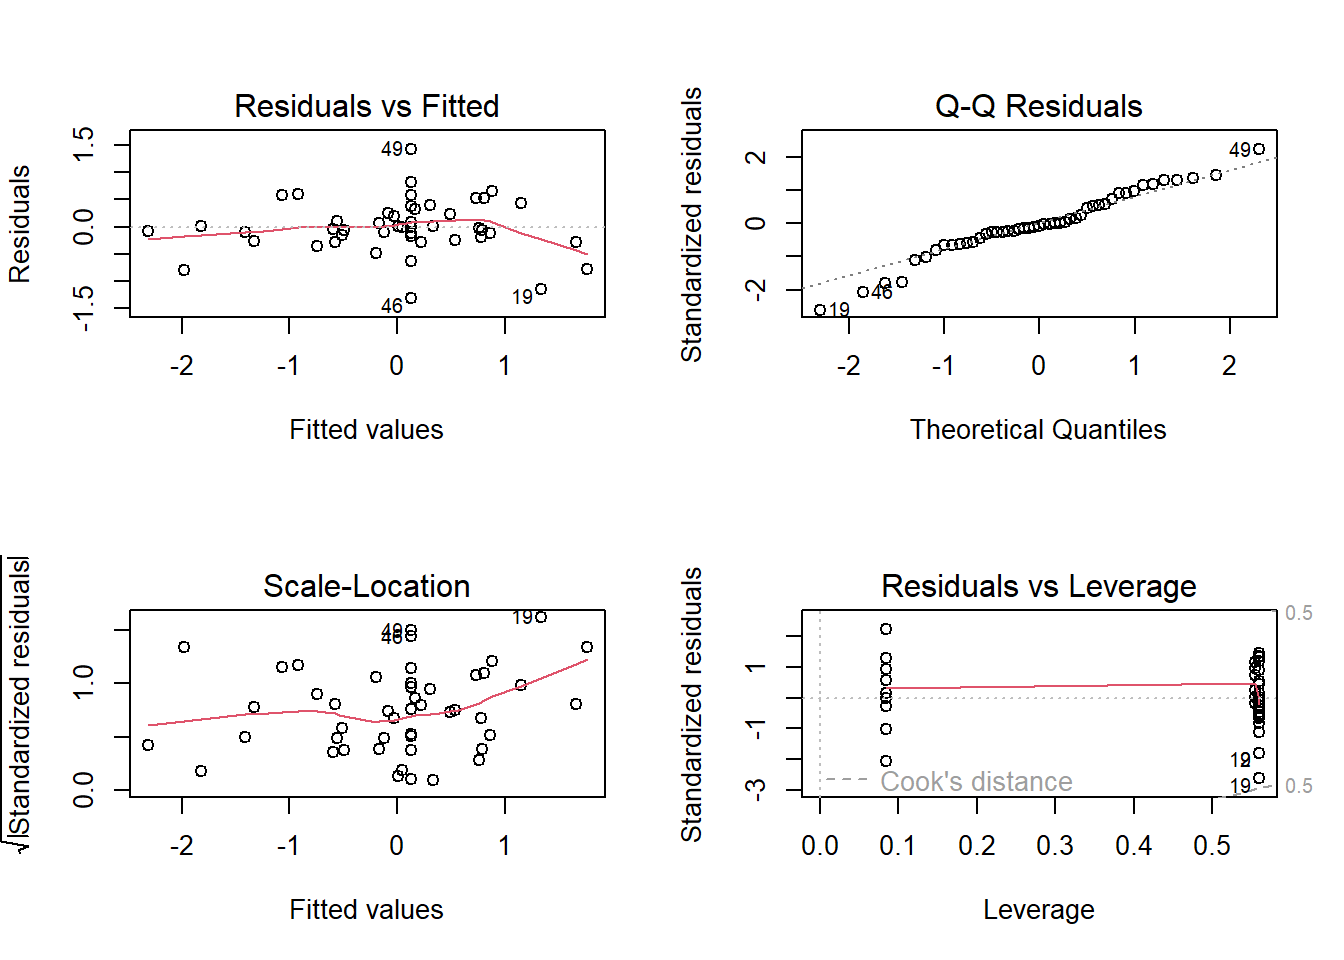 Residuals vs Fitted
Residuals
1.5
0.0
-1.5
49
46
19
-2 -1 0 1
Fitted values
Q-Q Residuals
Standardized residuals
2
0
-2
49
46
19
-2 -1 0 1 2
Theoretical Quantiles
Scale-Location
√|Standardized residuals|
1.0
0.0
49
46
19
-2 -1 0 1
Fitted values
Residuals vs Leverage
Standardized residuals
1
-1
-3
0.5
0.5
19
Cook's distance
0.0 0.1 0.2 0.3 0.4 0.5
Leverage